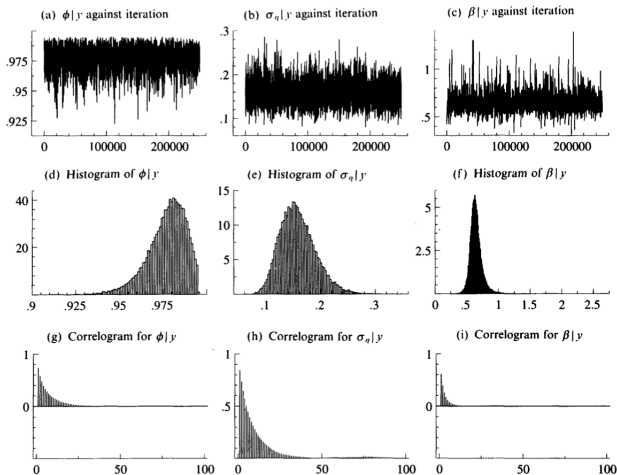 (a) ϕ|y against iteration
(b) σ_η|y against iteration
(c) β|y against iteration
.975
.95
.925
0 100000 200000
.3
.2
.1
0 100000 200000
1
.5
0 100000 200000
(d) Histogram of ϕ|y
(e) Histogram of σ_η|y
(f) Histogram of β|y
40
20
.9 .925 .95 .975 1
15
10
5
.1 .2 .3
5
2.5
0 .5 1 1.5 2 2.5
(g) Correlogram for ϕ|y
(h) Correlogram for σ_η|y
(i) Correlogram for β|y
1
0
0 50 100
1
.5
0 50 100
1
0
0 50 100